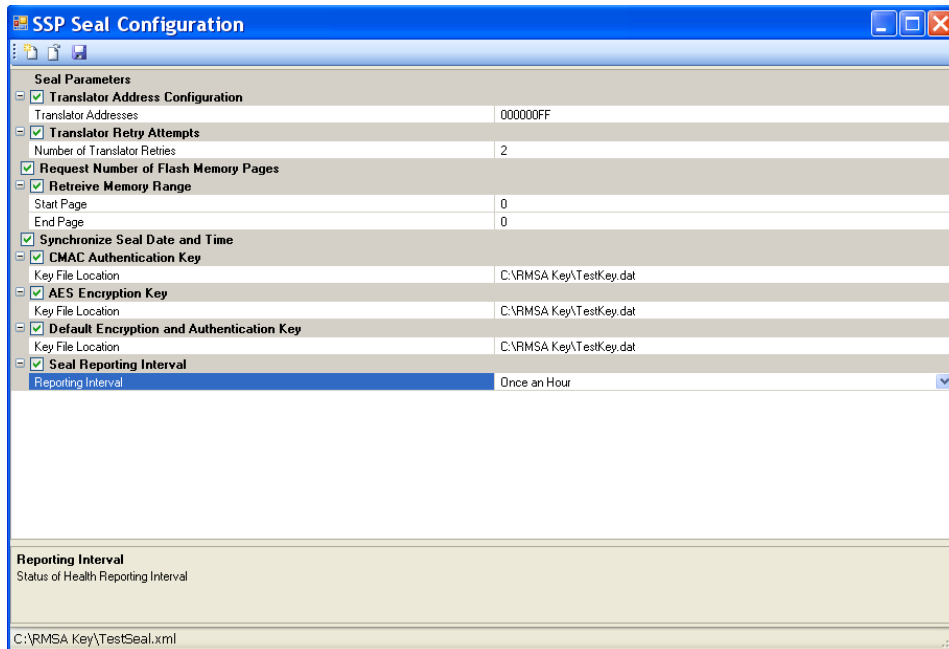 SSP Seal Configuration
Seal Parameters
Translator Address Configuration
Translator Addresses 000000FF
Translator Retry Attempts
Number of Translator Retries 2
Request Number of Flash Memory Pages
Retreive Memory Range
Start Page 0
End Page 0
Synchronize Seal Date and Time
CMAC Authentication Key
Key File Location C:\RMSA Key\TestKey.dat
AES Encryption Key
Key File Location C:\RMSA Key\TestKey.dat
Default Encryption and Authentication Key
Key File Location C:\RMSA Key\TestKey.dat
Seal Reporting Interval
Reporting Interval Once an Hour
Reporting Interval
Status of Health Reporting Interval
C:\RMSA Key\TestSeal.xml